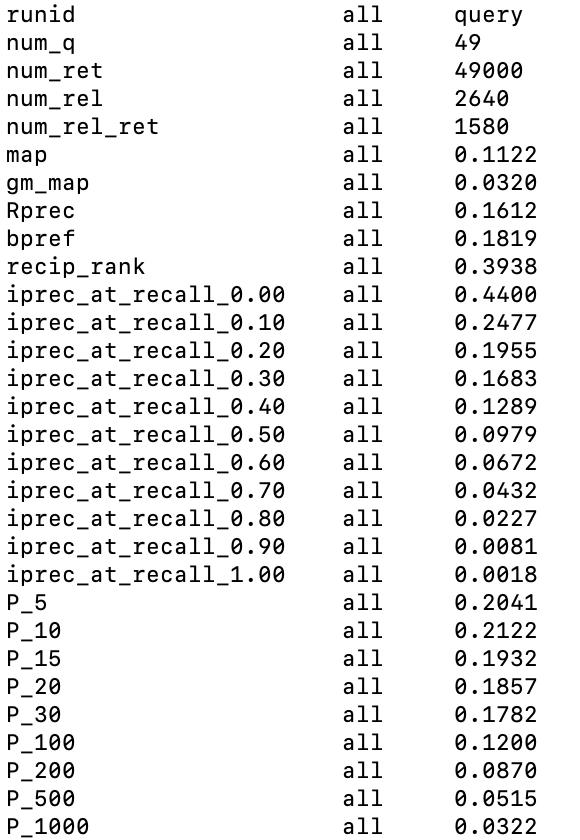 runid all query
num_q all 49
num_ret all 49000
num_rel all 2640
num_rel_ret all 1580
map all 0.1122
gm_map all 0.0320
Rprec all 0.1612
bpref all 0.1819
recip_rank all 0.3938
iprec_at_recall_0.00 all 0.4400
iprec_at_recall_0.10 all 0.2477
iprec_at_recall_0.20 all 0.1955
iprec_at_recall_0.30 all 0.1683
iprec_at_recall_0.40 all 0.1289
iprec_at_recall_0.50 all 0.0979
iprec_at_recall_0.60 all 0.0672
iprec_at_recall_0.70 all 0.0432
iprec_at_recall_0.80 all 0.0227
iprec_at_recall_0.90 all 0.0081
iprec_at_recall_1.00 all 0.0018
P_5 all 0.2041
P_10 all 0.2122
P_15 all 0.1932
P_20 all 0.1857
P_30 all 0.1782
P_100 all 0.1200
P_200 all 0.0870
P_500 all 0.0515
P_1000 all 0.0322